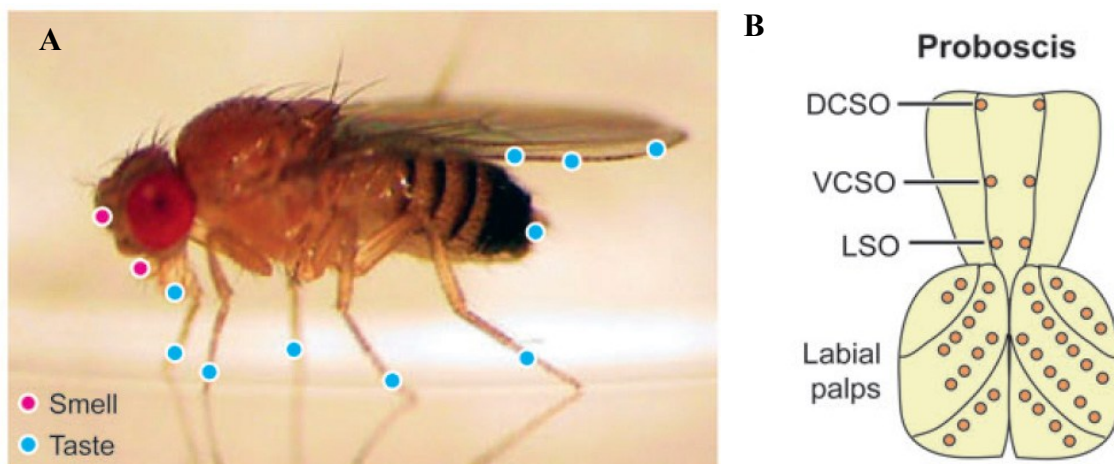 A
Smell
Taste
B
Proboscis
DCSO
VCSO
LSO
Labial
palps